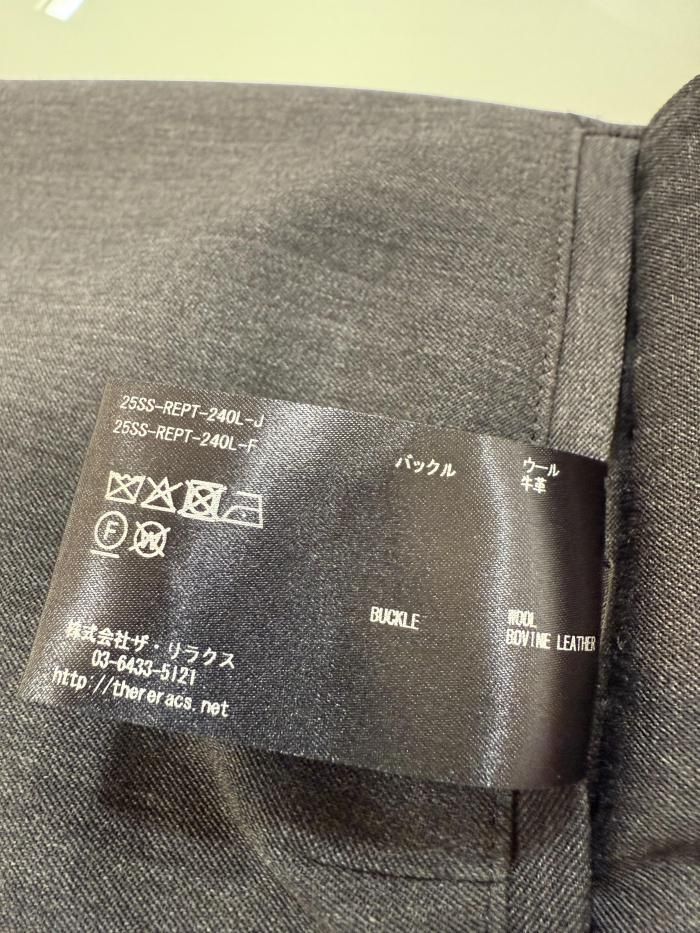 25SS-REPT-240L-J
25SS-REPT-240L-F
バックル
ウール
牛革
F
W
BUCKLE
WOOL
BOVINE LEATHER
株式会社ザ・リラクス
03-6433-5121
http://thereracs.net